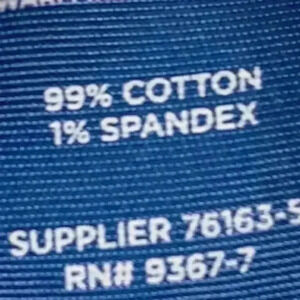 99% COTTON
1% SPANDEX
SUPPLIER 76163-5
RN# 9367-7